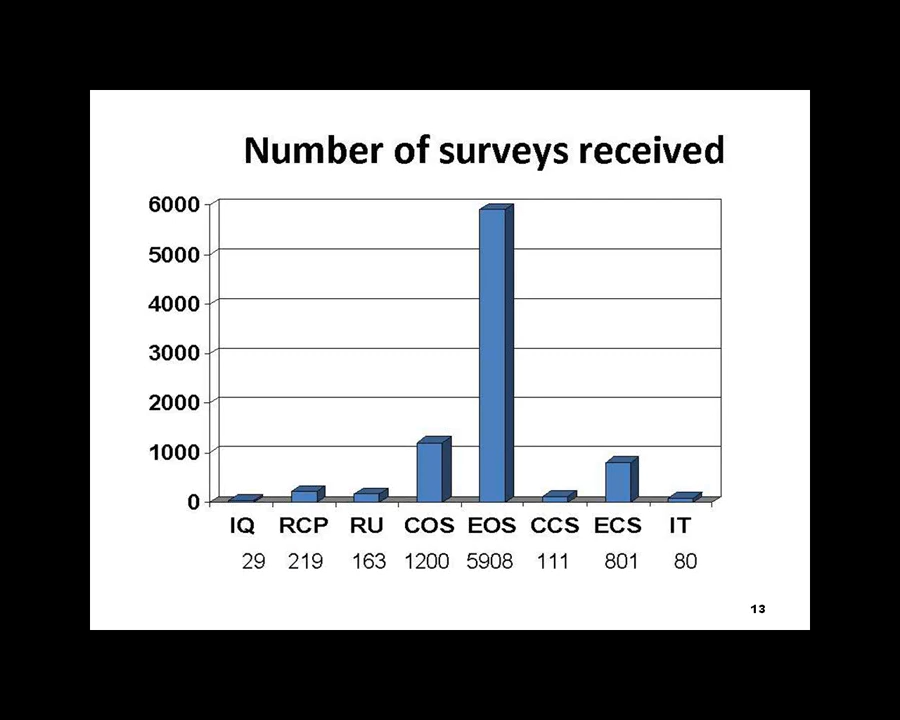 Number of surveys received
6000
5000
4000
3000
2000
1000
0
IQ RCP RU COS EOS CCS ECS IT
29 219 163 1200 5908 111 801 80
13